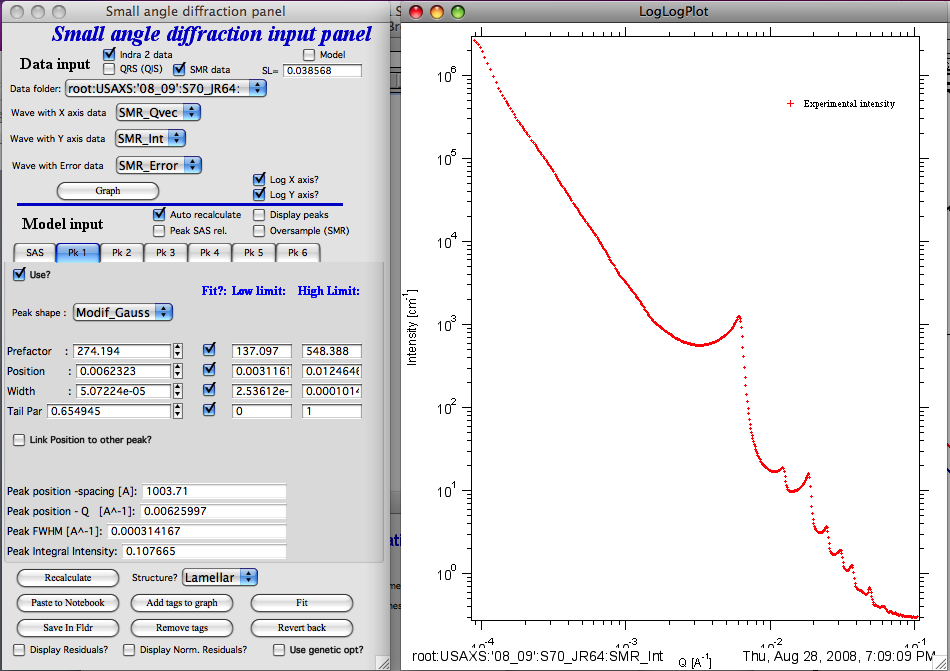 Small angle diffraction panel
Small angle diffraction input panel
Data input
Indra 2 data
Model
QRS (QIS)
SMR data
SL= 0.038568
Data folder: root:USAXS:'08_09':S70_JR64:
Wave with X axis data SMR_Qvec
Wave with Y axis data SMR_Int
Wave with Error data SMR_Error
Graph
Log X axis?
Log Y axis?
Model input
Auto recalculate
Display peaks
Peak SAS rel.
Oversample (SMR)
SAS Pk 1 Pk 2 Pk 3 Pk 4 Pk 5 Pk 6
Use?
Fit?: Low limit: High Limit:
Peak shape : Modif_Gauss
Prefactor : 274.194 137.097 548.388
Position : 0.0062323 0.0031161 0.0124646
Width : 5.07224e-05 2.53612e- 0.0001014
Tail Par 0.654945 0 1
Link Position to other peak?
Peak position -spacing [A]: 1003.71
Peak position - Q [A^-1]: 0.00625997
Peak FWHM [A^-1]: 0.000314167
Peak Integral Intensity: 0.107665
Recalculate Structure? Lamellar
Paste to Notebook Add tags to graph Fit
Save In Fldr Remove tags Revert back
Display Residuals? Display Norm. Residuals? Use genetic opt?
LogLogPlot
Experimental intensity
Intensity [cm-1]
10^6
10^5
10^4
10^3
10^2
10^1
10^0
10^-4 10^-3 10^-2 10^-1
root:USAXS:'08_09':S70_JR64:SMR_Int Q [A-1] Thu, Aug 28, 2008, 7:09:09 PM